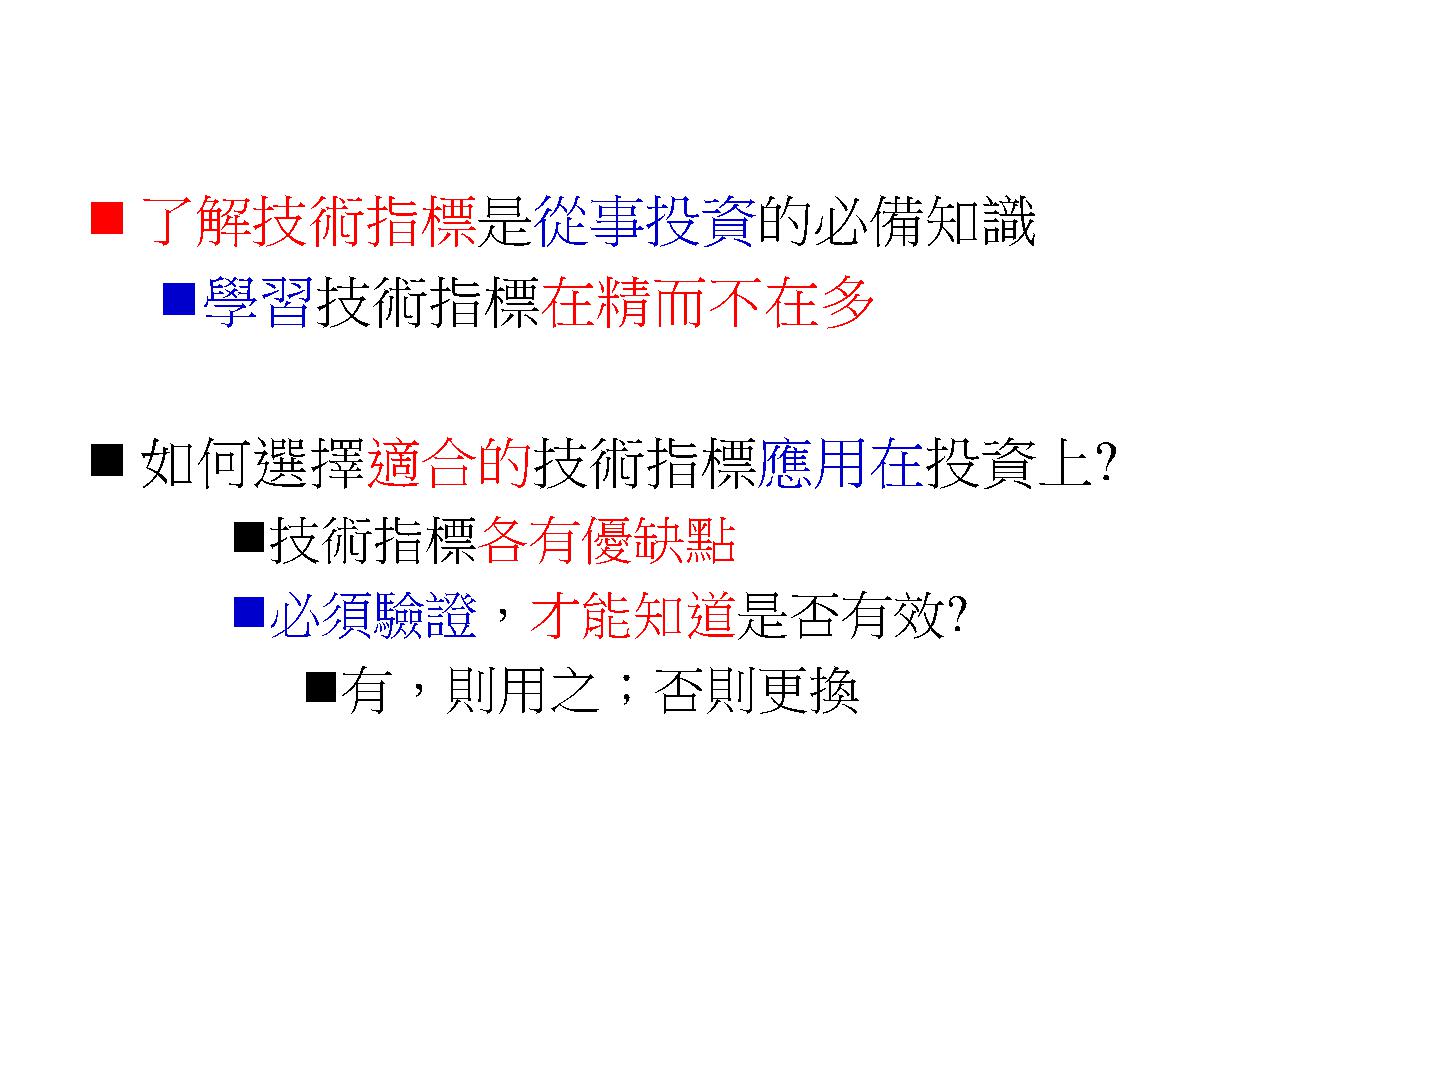 ■ 了解技術指標是從事投資的必備知識
■學習技術指標在精而不在多
■ 如何選擇適合的技術指標應用在投資上?
■技術指標各有優缺點
■必須驗證，才能知道是否有效?
■有，則用之；否則更換